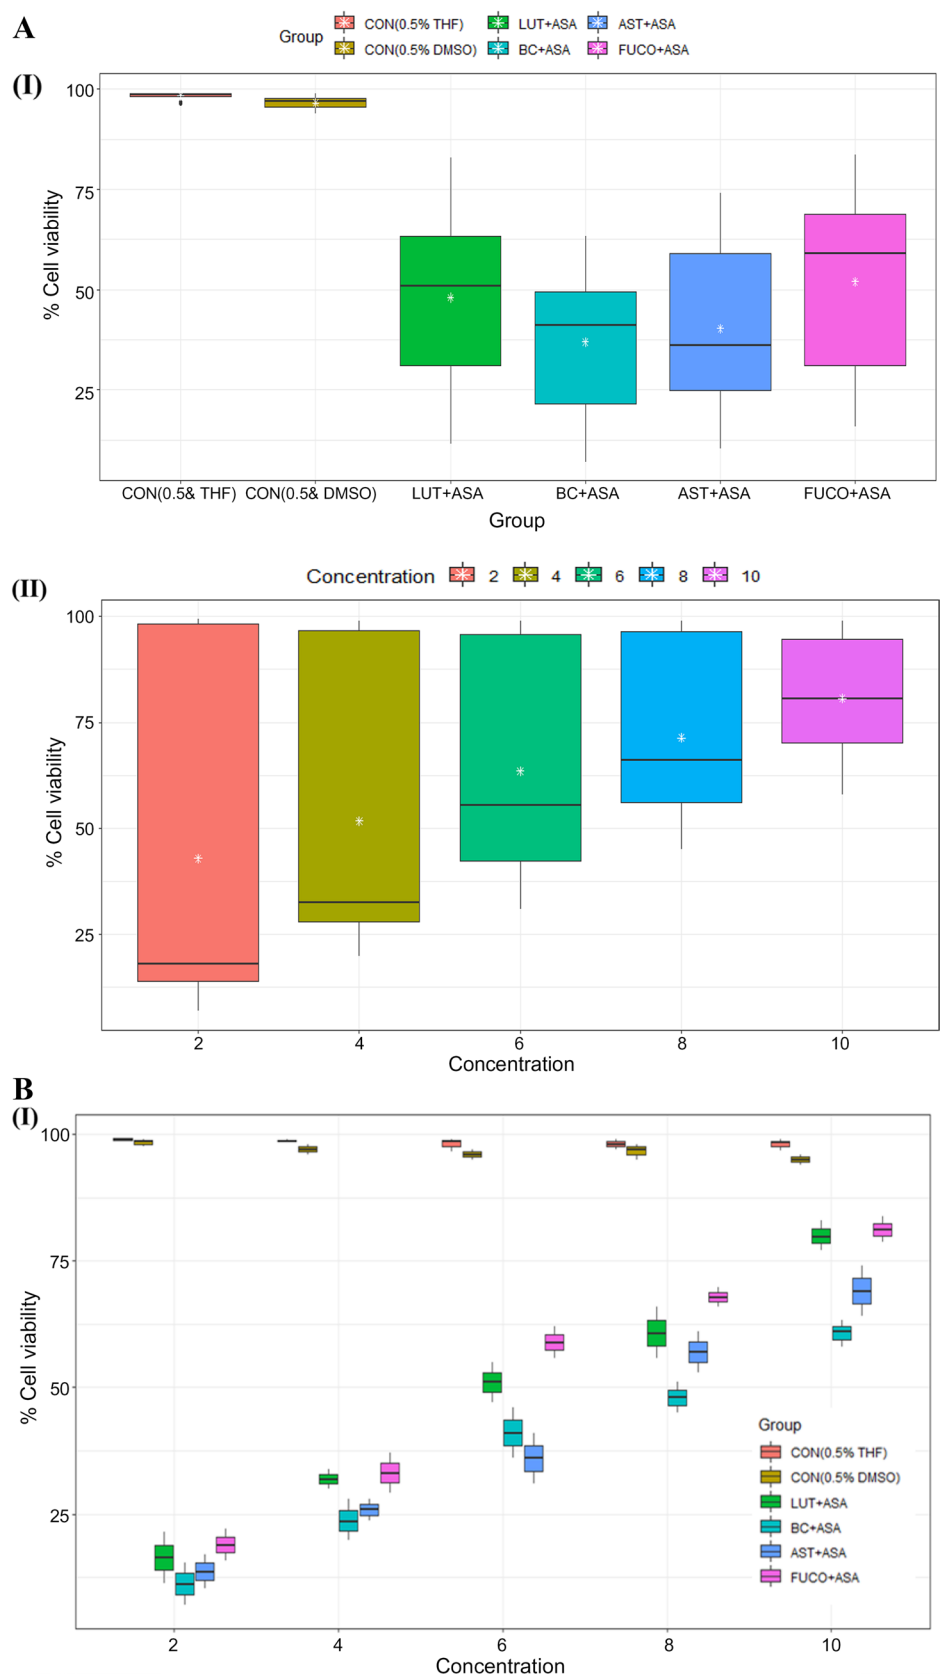 A
Group
CON(0.5% THF) LUT+ASA AST+ASA
CON(0.5% DMSO) BC+ASA FUCO+ASA
(I)
100
75
50
25
% Cell viability
CON(0.5& THF) CON(0.5& DMSO) LUT+ASA BC+ASA AST+ASA FUCO+ASA
Group
(II)
Concentration 2 4 6 8 10
100
75
50
25
% Cell viability
2 4 6 8 10
Concentration
B
(I)
100
75
50
25
% Cell viability
Group
CON(0.5% THF)
CON(0.5% DMSO)
LUT+ASA
BC+ASA
AST+ASA
FUCO+ASA
2 4 6 8 10
Concentration